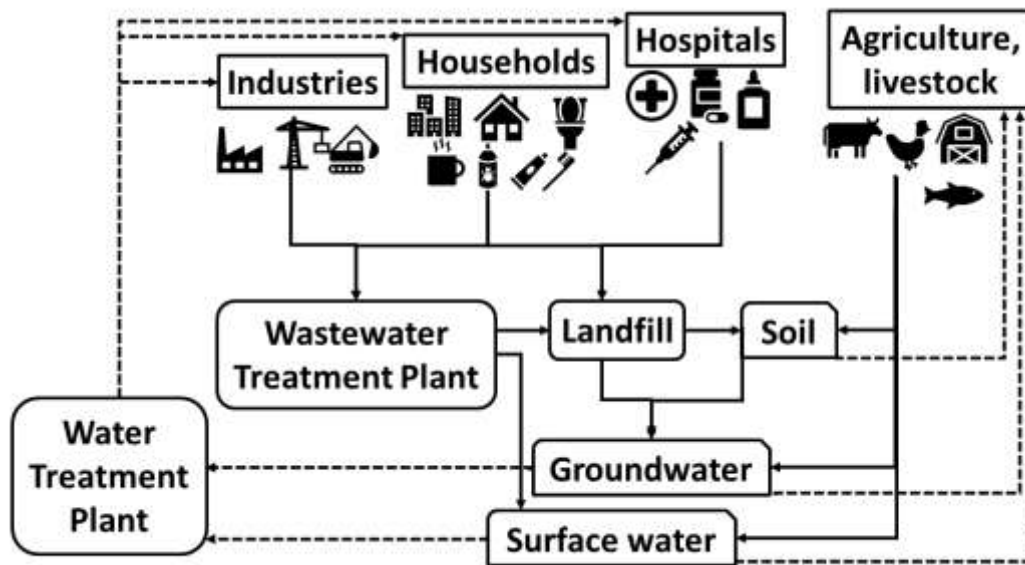 Industries
Households
Hospitals
Agriculture,
livestock
Wastewater
Treatment Plant
Landfill
Soil
Water
Treatment
Plant
Groundwater
Surface water